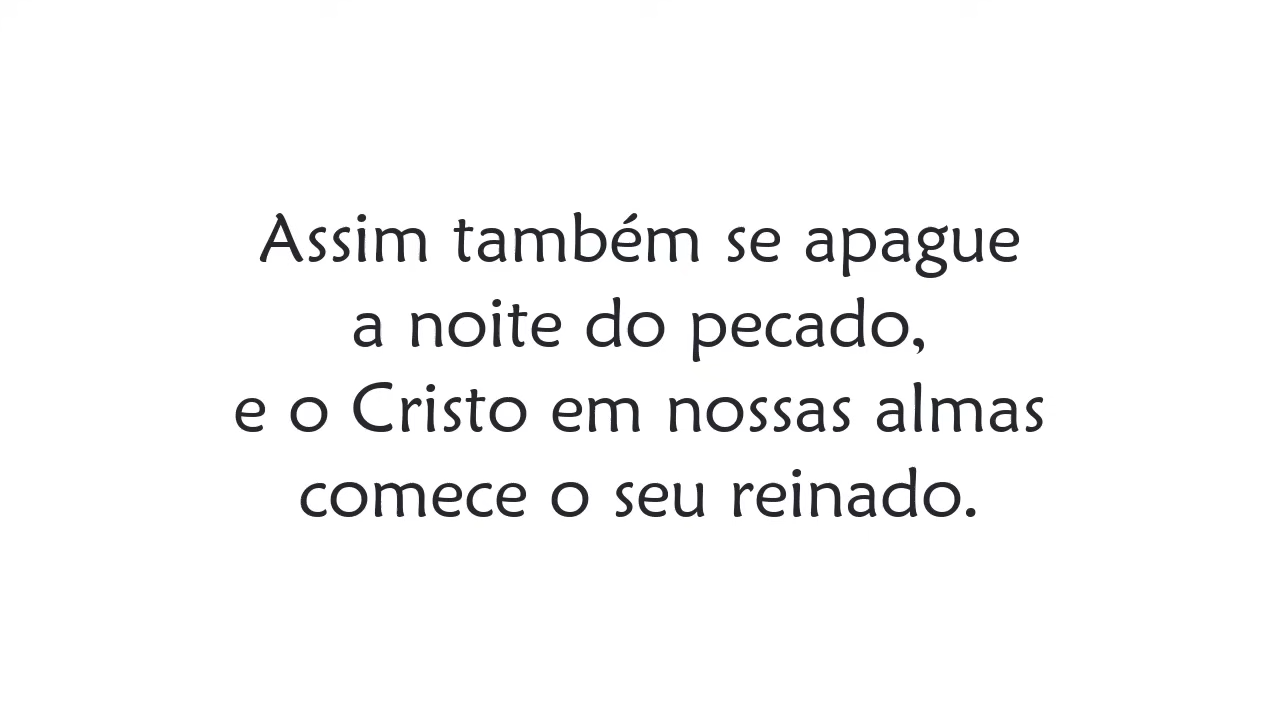 Assim também se apague
a noite do pecado,
e o Cristo em nossas almas
comece o seu reinado.